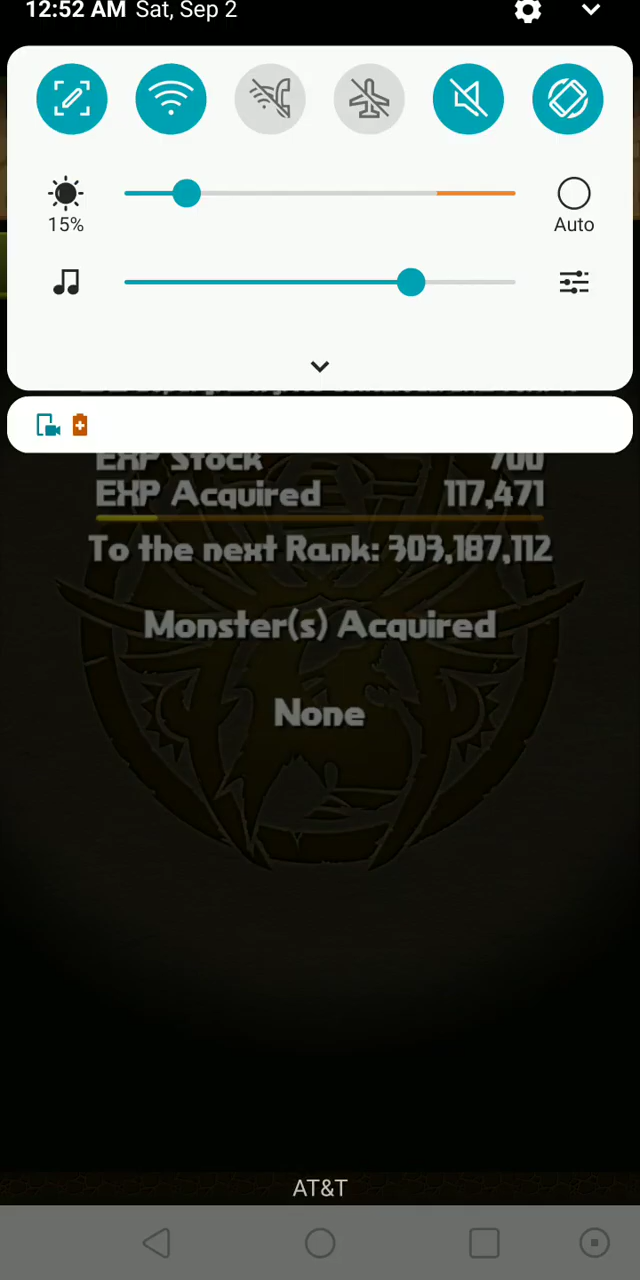 12:52 AM Sat, Sep 2
15%
Auto
EXP Stock 700
EXP Acquired 117,471
To the next Rank: 303,187,112
Monster(s) Acquired
None
AT&T